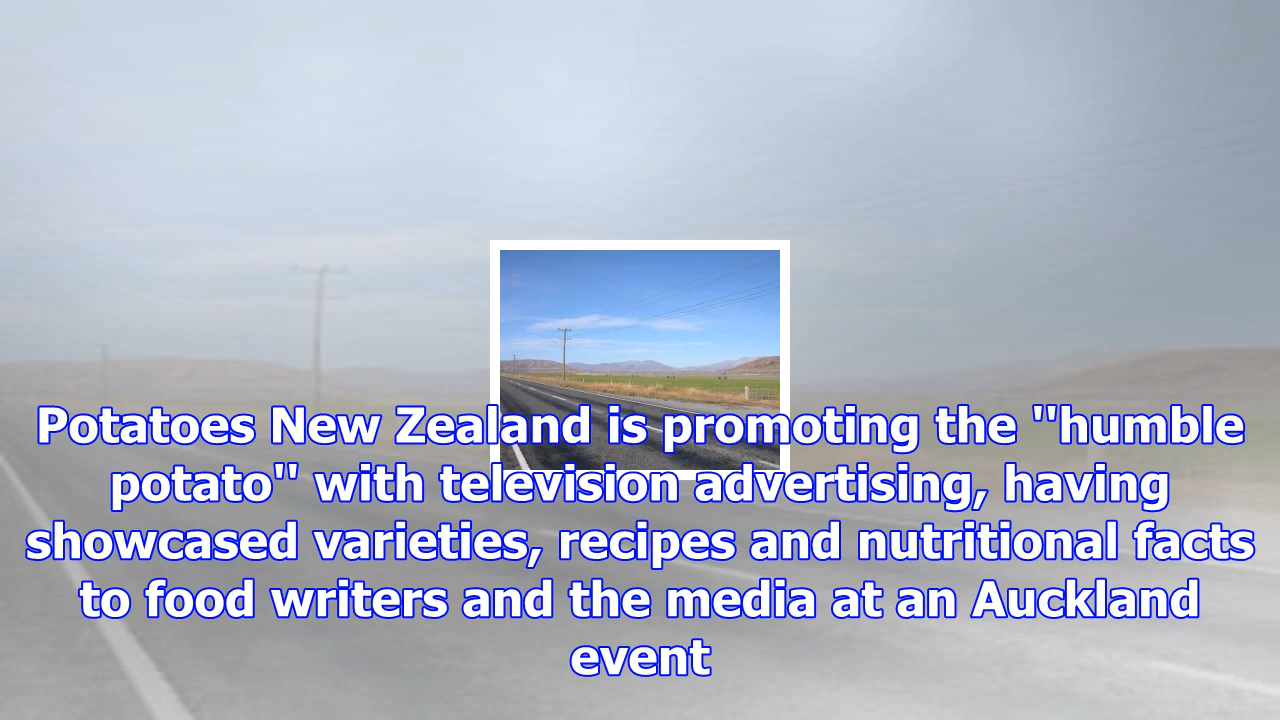 Potatoes New Zealand is promoting the ''humble
potato'' with television advertising, having
showcased varieties, recipes and nutritional facts
to food writers and the media at an Auckland
event